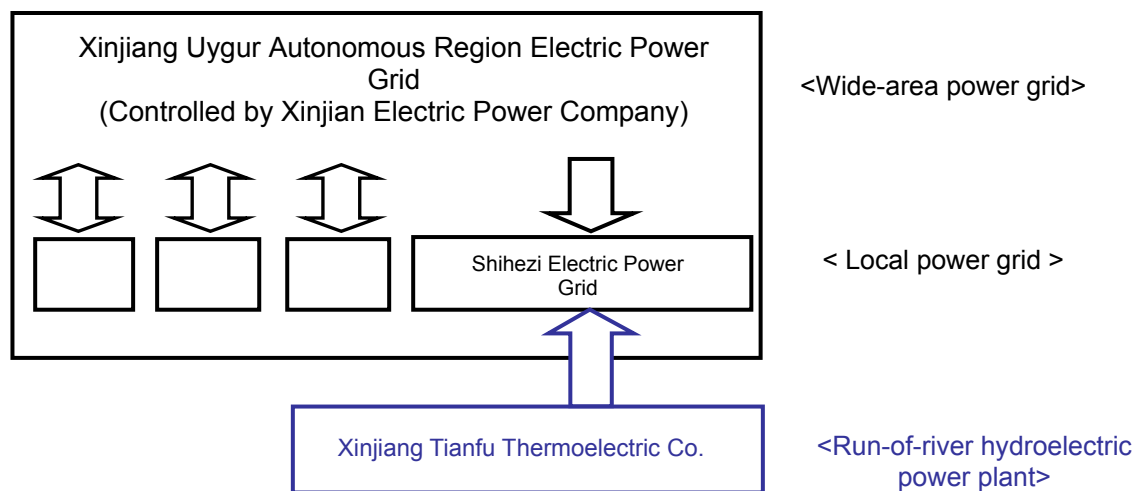 Xinjiang Uygur Autonomous Region Electric Power
Grid
(Controlled by Xinjian Electric Power Company)
<Wide-area power grid>
Shihezi Electric Power
Grid
< Local power grid >
Xinjiang Tianfu Thermoelectric Co.
<Run-of-river hydroelectric
power plant>